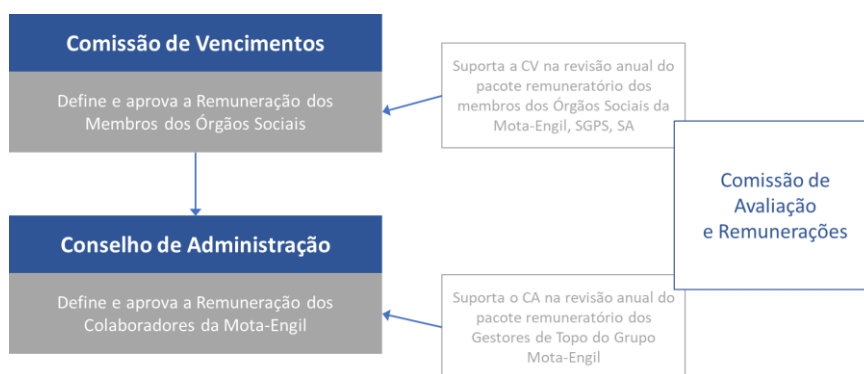 Comissão de Vencimentos
Define e aprova a Remuneração dos
Membros dos Órgãos Sociais
Suporta a CV na revisão anual do
pacote remuneratório dos
membros dos Órgãos Sociais da
Mota-Engil, SGPS, SA
Comissão de
Avaliação
e Remunerações
Conselho de Administração
Define e aprova a Remuneração dos
Colaboradores da Mota-Engil
Suporta o CA na revisão anual do
pacote remuneratório dos
Gestores de Topo do Grupo
Mota-Engil